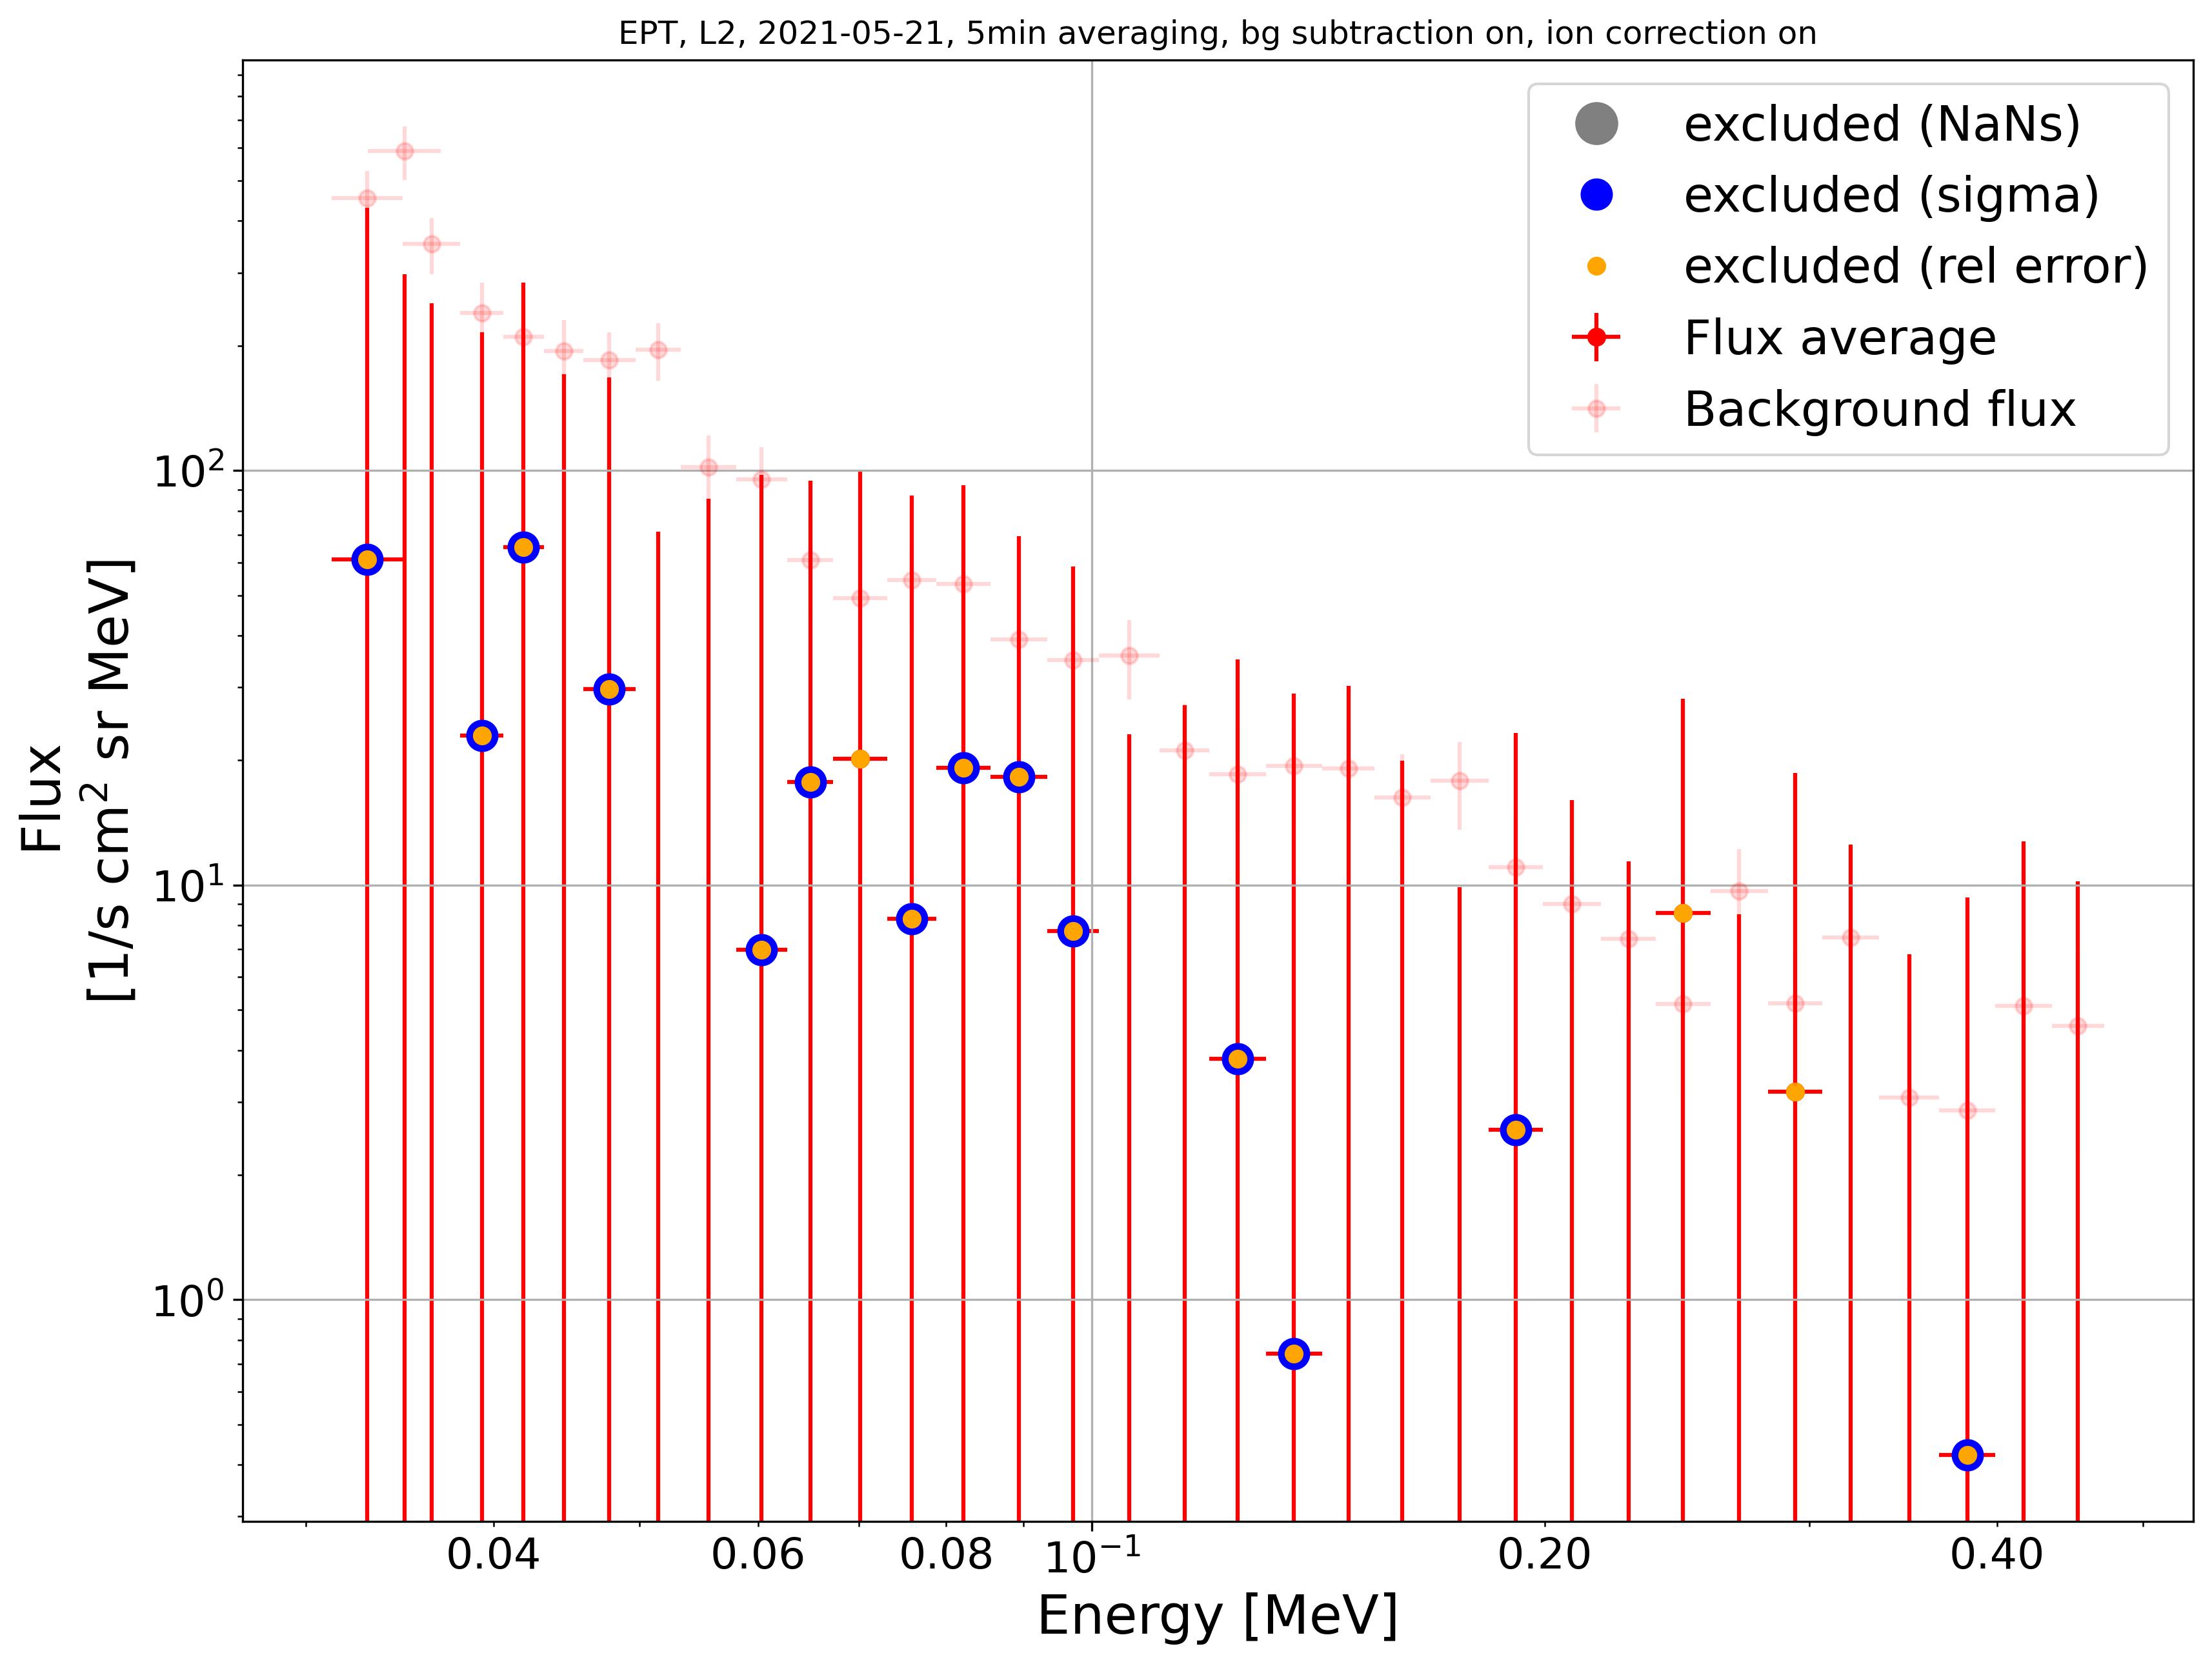 EPT, L2, 2021-05-21, 5min averaging, bg subtraction on, ion correction on
excluded (NaNs)
excluded (sigma)
excluded (rel error)
Flux average
Background flux
Flux
[1/s cm² sr MeV]
10²
10¹
10⁰
0.04
0.06
0.08
10⁻¹
0.20
0.40
Energy [MeV]